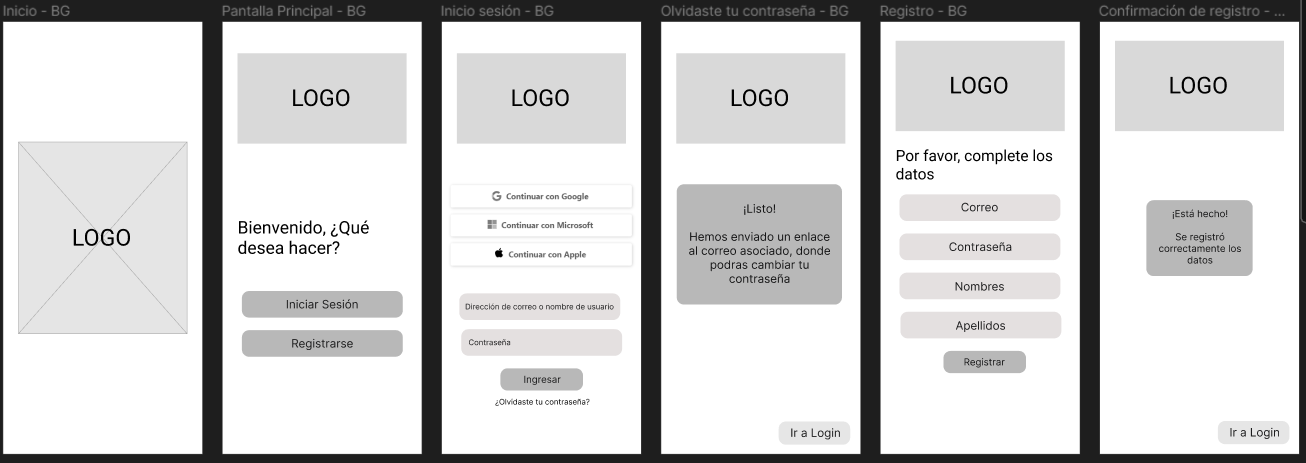 Inicio - BG
LOGO
Pantalla Principal - BG
LOGO
Bienvenido, ¿Qué
desea hacer?
Iniciar Sesión
Registrarse
Inicio sesión - BG
LOGO
Continuar con Google
Continuar con Microsoft
Continuar con Apple
Dirección de correo o nombre de usuario
Contraseña
Ingresar
¿Olvidaste tu contraseña?
Olvidaste tu contraseña - BG
LOGO
¡Listo!
Hemos enviado un enlace
al correo asociado, donde
podras cambiar tu
contraseña
Ir a Login
Registro - BG
LOGO
Por favor, complete los
datos
Correo
Contraseña
Nombres
Apellidos
Registrar
Confirmación de registro - ...
LOGO
¡Está hecho!
Se registró
correctamente los
datos
Ir a Login